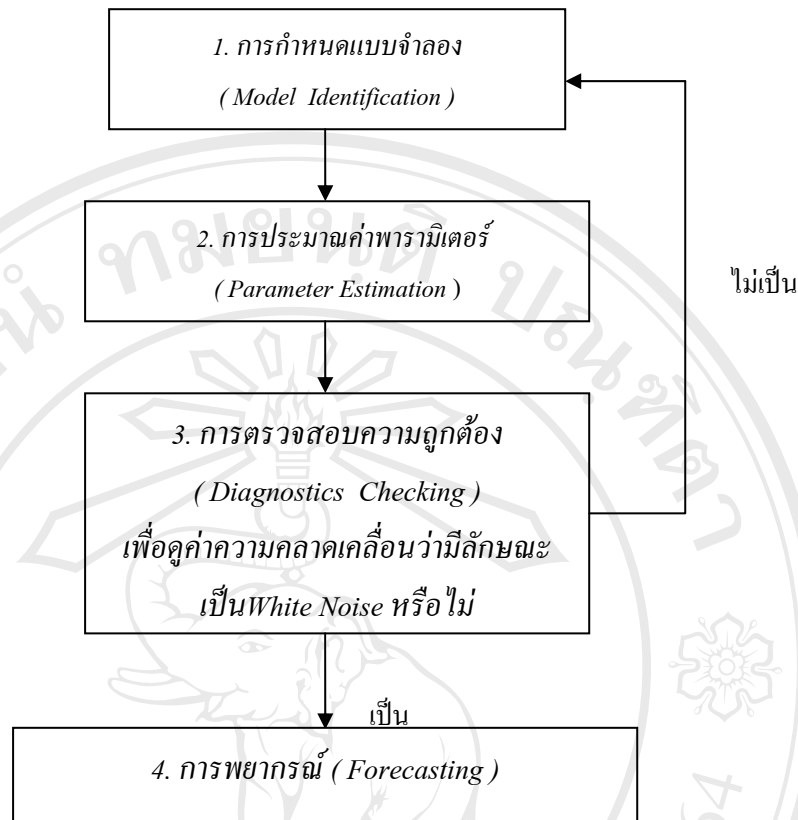 1. การกำหนดแบบจำลอง
( Model Identification )
2. การประมาณค่าพารามิเตอร์
( Parameter Estimation )
ไม่เป็น
3. การตรวจสอบความถูกต้อง
( Diagnostics Checking )
เพื่อดูค่าความคลาดเคลื่อนว่ามีลักษณะ
เป็นWhite Noise หรือไม่
เป็น
4. การพยากรณ์ ( Forecasting )